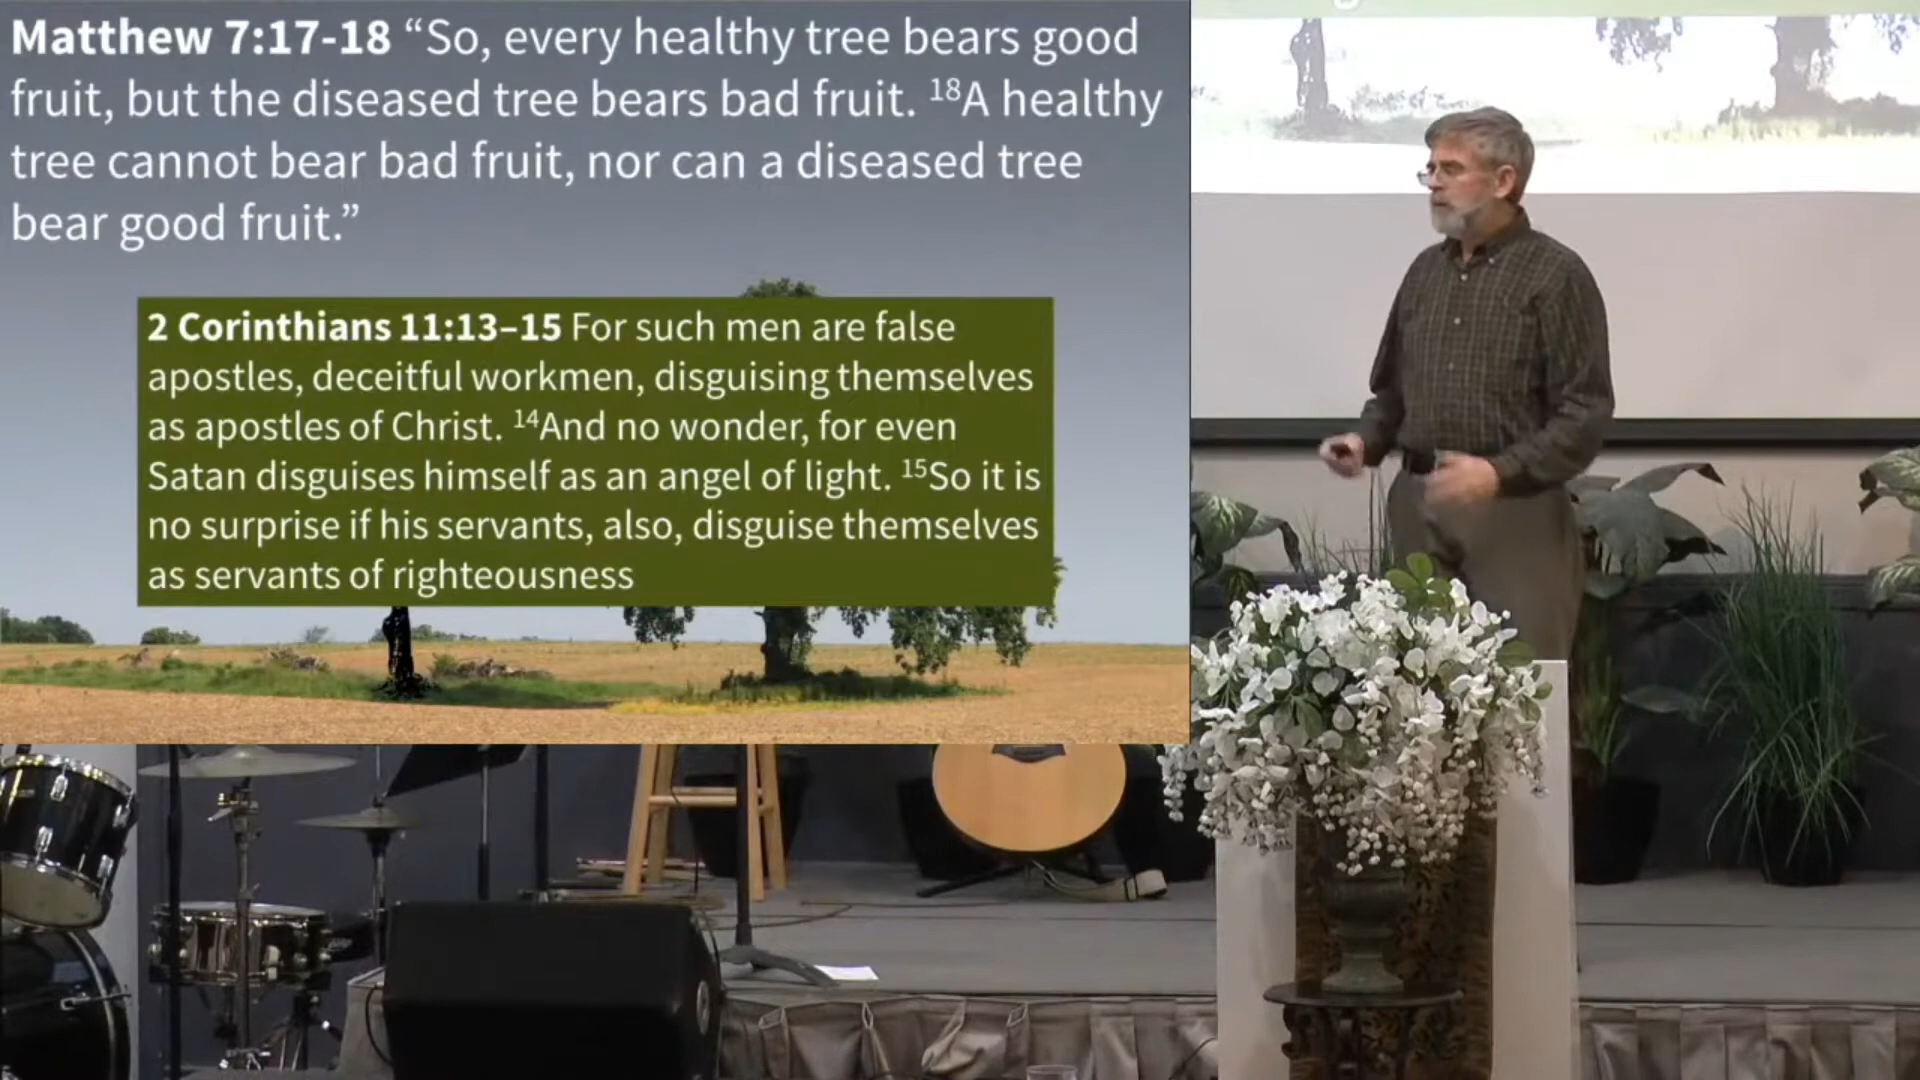 Matthew 7:17-18 “So, every healthy tree bears good
fruit, but the diseased tree bears bad fruit. ¹⁸A healthy
tree cannot bear bad fruit, nor can a diseased tree
bear good fruit.”
2 Corinthians 11:13–15 For such men are false
apostles, deceitful workmen, disguising themselves
as apostles of Christ. ¹⁴And no wonder, for even
Satan disguises himself as an angel of light. ¹⁵So it is
no surprise if his servants, also, disguise themselves
as servants of righteousness